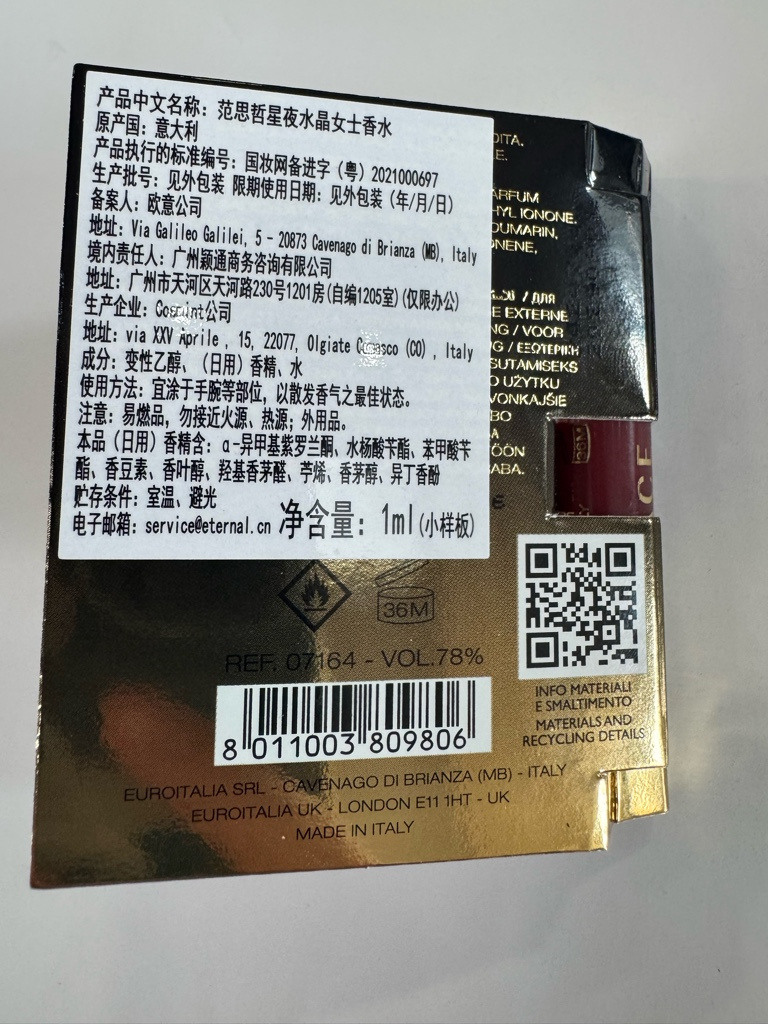 产品中文名称：范思哲星夜水晶女士香水
原产国：意大利
产品执行的标准编号：国妆网备进字（粤）2021000697
生产批号：见外包装 限期使用日期：见外包装（年/月/日）
备案人：欧意公司
地址：Via Galileo Galilei, 5 - 20873 Cavenago di Brianza (MB), Italy
境内责任人：广州颖通商务咨询有限公司
地址：广州市天河区天河路230号1201房(自编1205室)(仅限办公)
生产企业：公司
地址：via XXV Aprile , 15, 22077, Olgiate (CO) , Italy
成分：变性乙醇、（日用）香精、水
使用方法：宜涂于手腕等部位，以散发香气之最佳状态。
注意：易燃品，勿接近火源、热源；外用品。
本品（日用）香精含：α-异甲基紫罗兰酮、水杨酸苄酯、苯甲酸苄
酯、香豆素、香叶醇、羟基香茅醛、苧烯、香茅醇、异丁香酚
贮存条件：室温、避光
电子邮箱：service@eternal.cn 净含量：1ml(小样板)
/ ДЛЯ
EXTERNE
/ VOOR
/ ΕΞΩΤΕΡΙΚΗ
UŻYTKU
36M
36M
REF. 07164 - VOL.78%
8 011003 809806
INFO MATERIALI
E SMALTIMENTO
MATERIALS AND
RECYCLING DETAILS
EUROITALIA SRL - CAVENAGO DI BRIANZA (MB) - ITALY
EUROITALIA UK - LONDON E11 1HT - UK
MADE IN ITALY